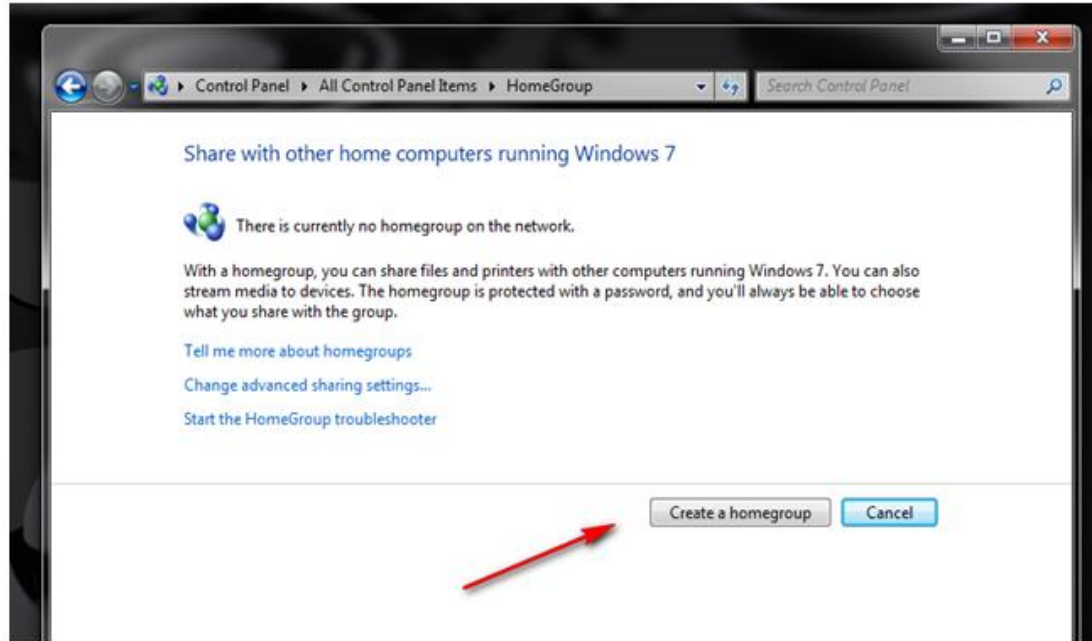 Control Panel ▸ All Control Panel Items ▸ HomeGroup
Search Control Panel
Share with other home computers running Windows 7
There is currently no homegroup on the network.
With a homegroup, you can share files and printers with other computers running Windows 7. You can also
stream media to devices. The homegroup is protected with a password, and you'll always be able to choose
what you share with the group.
Tell me more about homegroups
Change advanced sharing settings...
Start the HomeGroup troubleshooter
Create a homegroup
Cancel